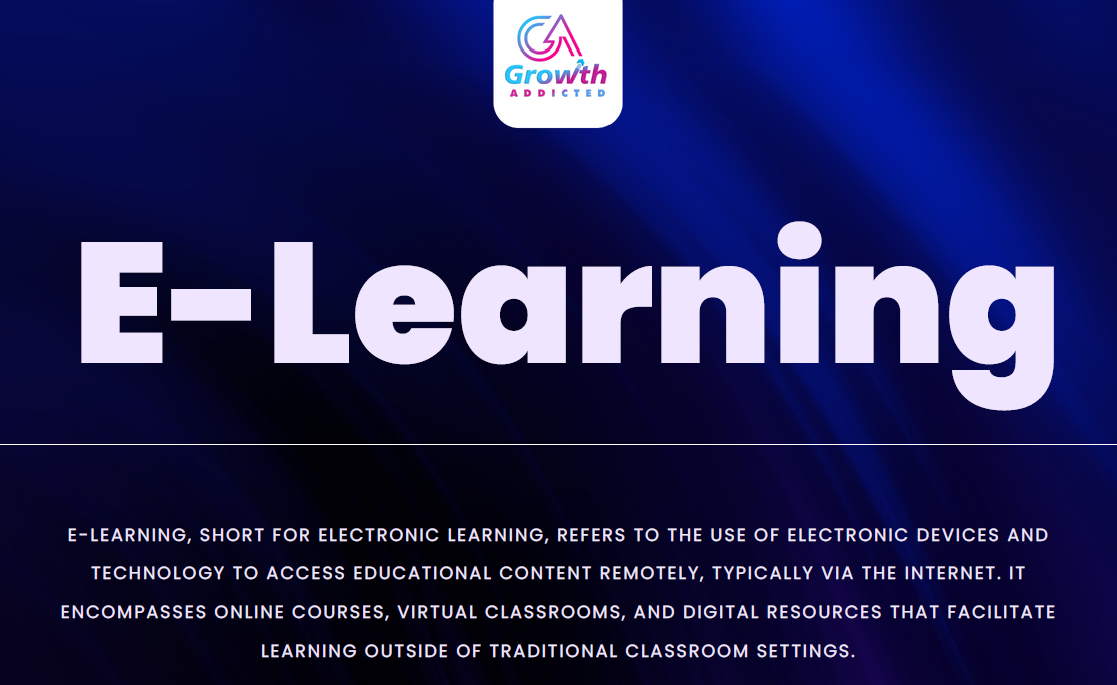 GA
Growth
ADDICTED
E-Learning
E-LEARNING, SHORT FOR ELECTRONIC LEARNING, REFERS TO THE USE OF ELECTRONIC DEVICES AND
TECHNOLOGY TO ACCESS EDUCATIONAL CONTENT REMOTELY, TYPICALLY VIA THE INTERNET. IT
ENCOMPASSES ONLINE COURSES, VIRTUAL CLASSROOMS, AND DIGITAL RESOURCES THAT FACILITATE
LEARNING OUTSIDE OF TRADITIONAL CLASSROOM SETTINGS.